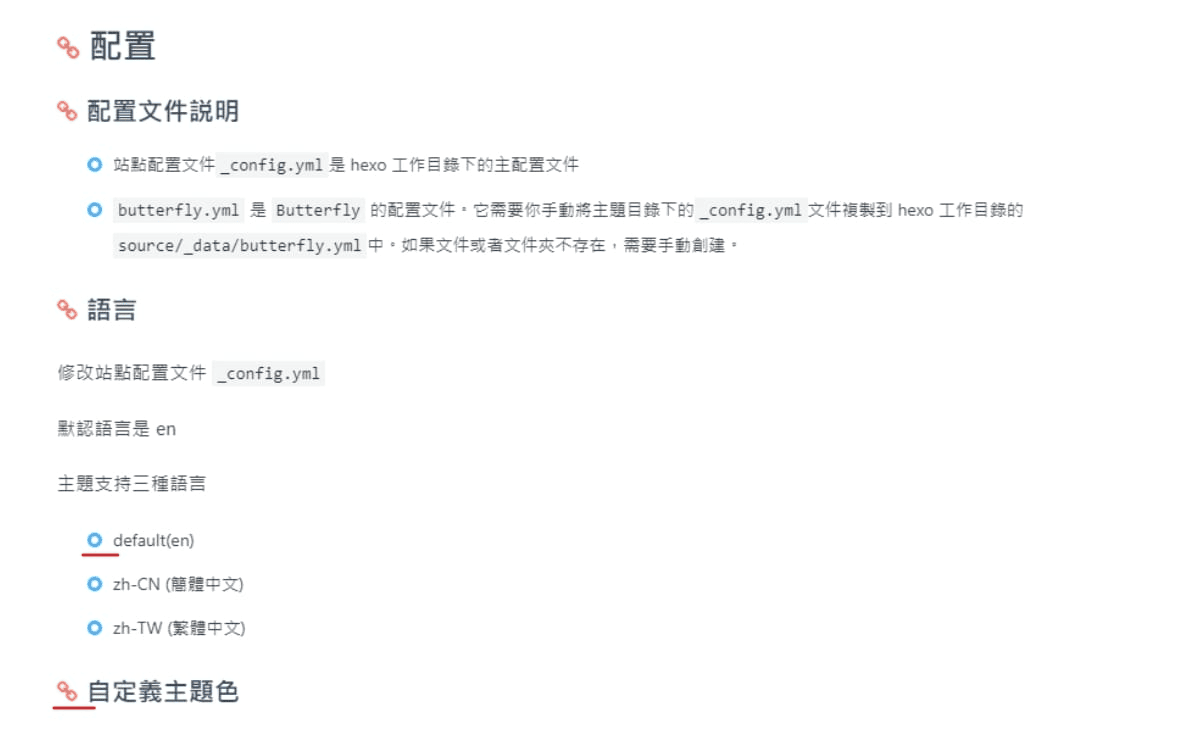 配置
配置文件説明
站點配置文件 _config.yml 是 hexo 工作目錄下的主配置文件
butterfly.yml 是 Butterfly 的配置文件。它需要你手動將主題目錄下的 _config.yml 文件複製到 hexo 工作目錄的
source/_data/butterfly.yml 中。如果文件或者文件夾不存在，需要手動創建。
語言
修改站點配置文件 _config.yml
默認語言是 en
主題支持三種語言
default(en)
zh-CN (簡體中文)
zh-TW (繁體中文)
自定義主題色